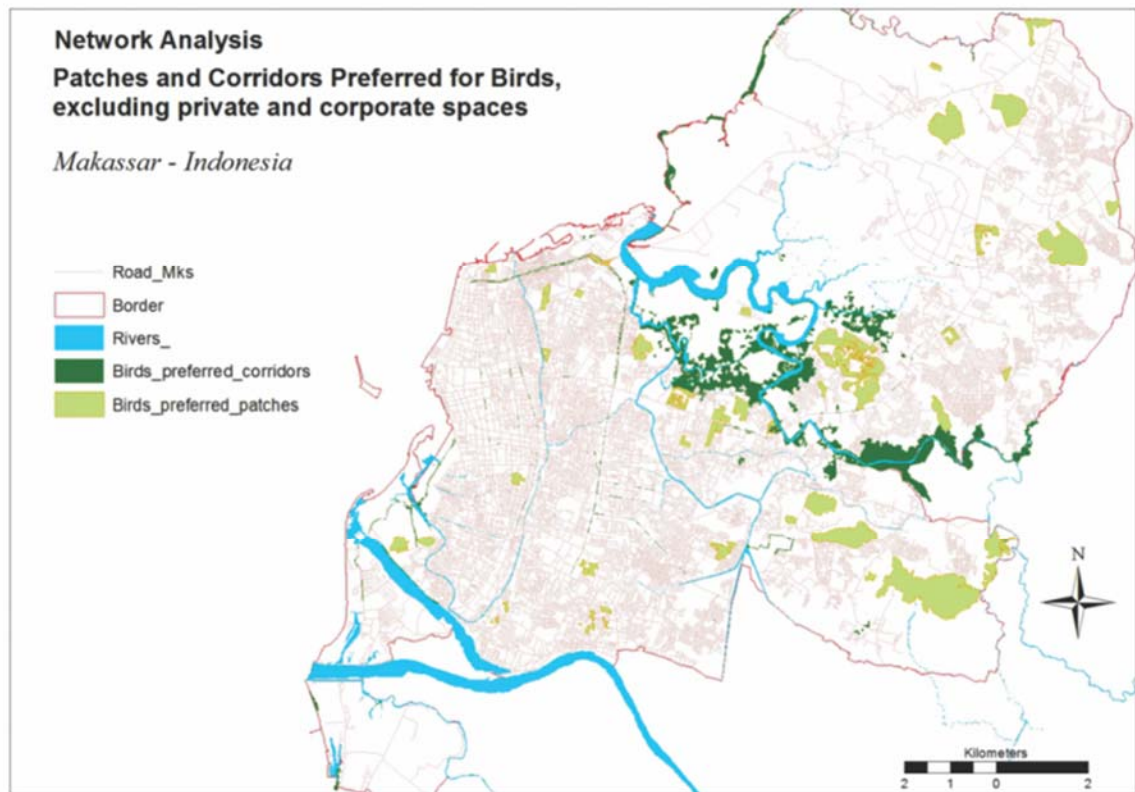 Network Analysis
Patches and Corridors Preferred for Birds,
excluding private and corporate spaces
Makassar - Indonesia
Road_Mks
Border
Rivers_
Birds_preferred_corridors
Birds_preferred_patches
N
Kilometers
2 1 0 2